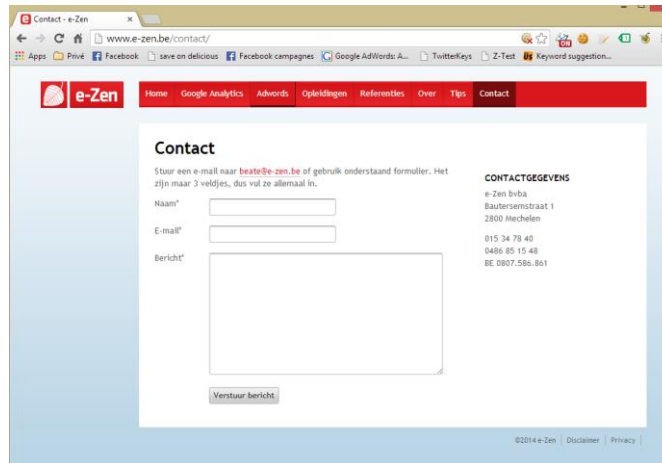 Contact - e-Zen
www.e-zen.be/contact/
Apps Privé Facebook save on delicious Facebook campagnes Google AdWords: A... TwitterKeys Z-Test Keyword suggestion...
e-Zen
Home Google Analytics Adwords Opleidingen Referenties Over Tips Contact
Contact
Stuur een e-mail naar beate@e-zen.be of gebruik onderstaand formulier. Het
zijn maar 3 veldjes, dus vul ze allemaal in.
Naam*
E-mail*
Bericht*
Verstuur bericht
CONTACTGEGEVENS
e-Zen bvba
Bautersemstraat 1
2800 Mechelen
015 34 78 40
0486 85 15 48
BE 0807.586.861
©2014 e-Zen Disclaimer Privacy